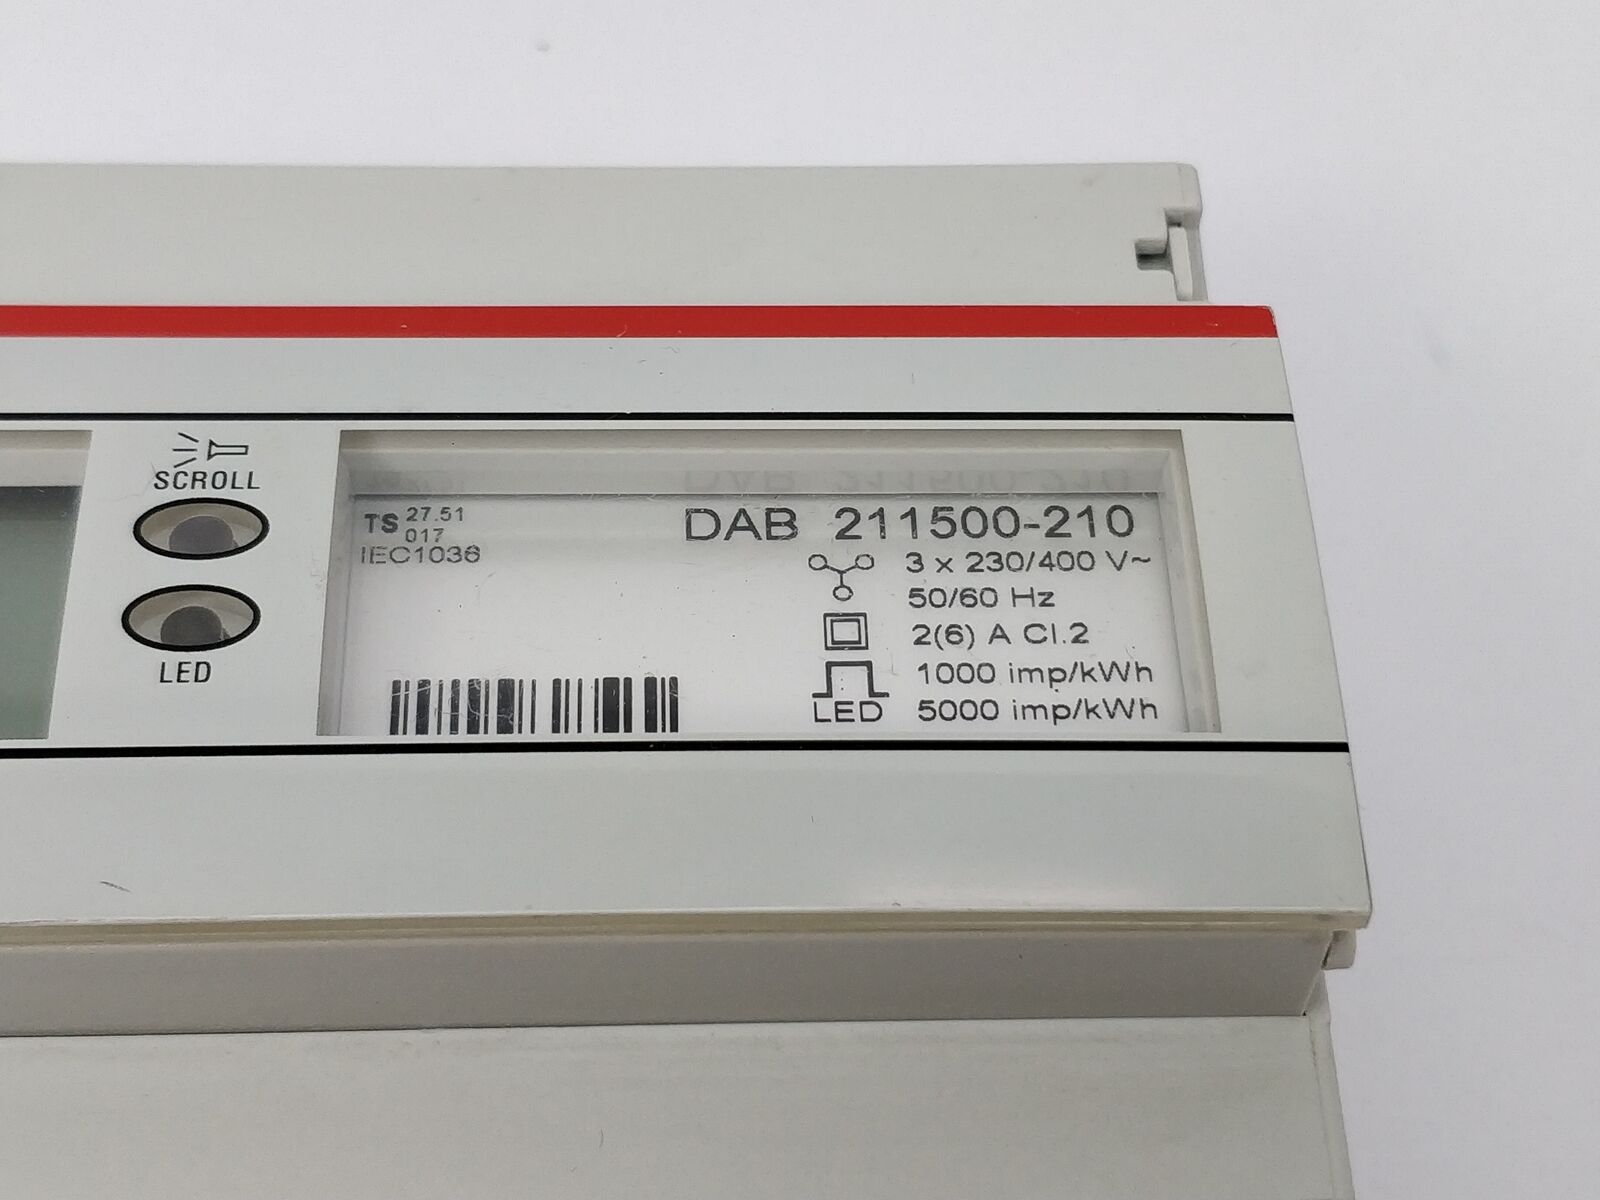 SCROLL
LED
TS 27.51
017
IEC1036
DAB 211500-210
3 x 230/400 V~
50/60 Hz
2(6) A Cl.2
1000 imp/kWh
LED 5000 imp/kWh